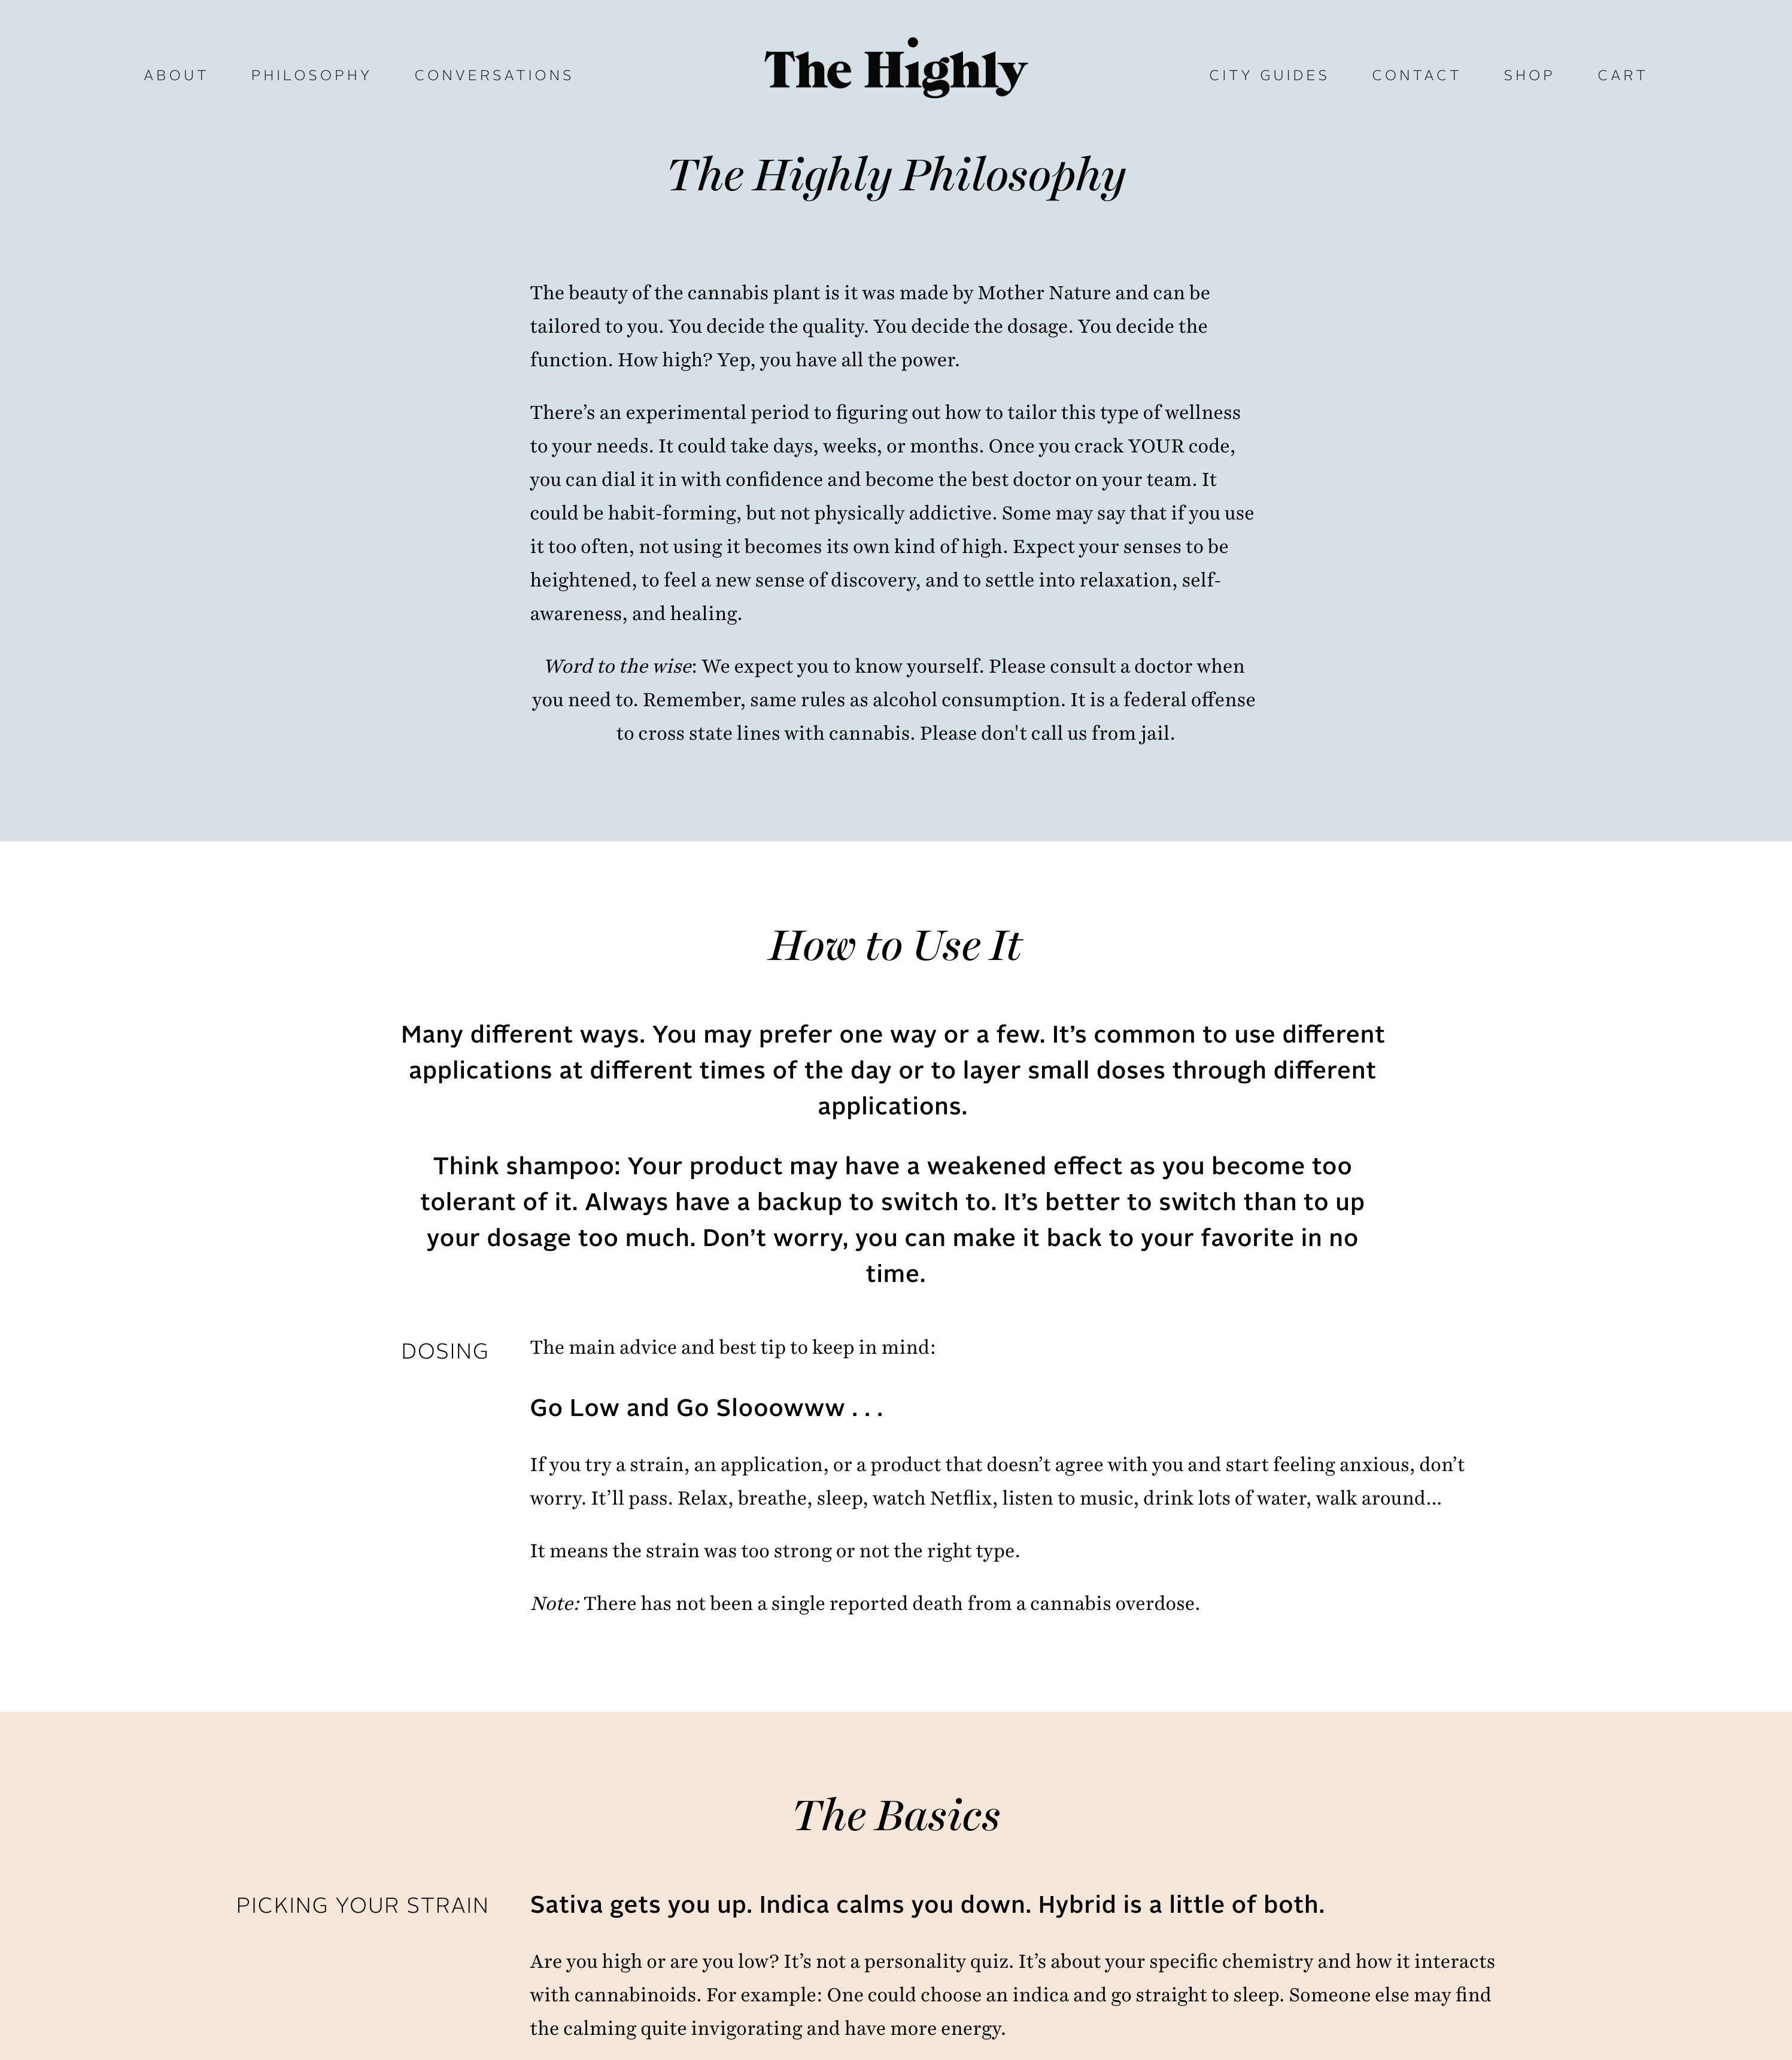 ABOUT PHILOSOPHY CONVERSATIONS The Highly CITY GUIDES CONTACT SHOP CART
The Highly Philosophy
The beauty of the cannabis plant is it was made by Mother Nature and can be
tailored to you. You decide the quality. You decide the dosage. You decide the
function. How high? Yep, you have all the power.
There’s an experimental period to figuring out how to tailor this type of wellness
to your needs. It could take days, weeks, or months. Once you crack YOUR code,
you can dial it in with confidence and become the best doctor on your team. It
could be habit-forming, but not physically addictive. Some may say that if you use
it too often, not using it becomes its own kind of high. Expect your senses to be
heightened, to feel a new sense of discovery, and to settle into relaxation, self-
awareness, and healing.
Word to the wise: We expect you to know yourself. Please consult a doctor when
you need to. Remember, same rules as alcohol consumption. It is a federal offense
to cross state lines with cannabis. Please don't call us from jail.
How to Use It
Many different ways. You may prefer one way or a few. It’s common to use different
applications at different times of the day or to layer small doses through different
applications.
Think shampoo: Your product may have a weakened effect as you become too
tolerant of it. Always have a backup to switch to. It’s better to switch than to up
your dosage too much. Don’t worry, you can make it back to your favorite in no
time.
DOSING
The main advice and best tip to keep in mind:
Go Low and Go Slooowww . . .
If you try a strain, an application, or a product that doesn’t agree with you and start feeling anxious, don’t
worry. It’ll pass. Relax, breathe, sleep, watch Netflix, listen to music, drink lots of water, walk around…
It means the strain was too strong or not the right type.
Note: There has not been a single reported death from a cannabis overdose.
The Basics
PICKING YOUR STRAIN
Sativa gets you up. Indica calms you down. Hybrid is a little of both.
Are you high or are you low? It’s not a personality quiz. It’s about your specific chemistry and how it interacts
with cannabinoids. For example: One could choose an indica and go straight to sleep. Someone else may find
the calming quite invigorating and have more energy.